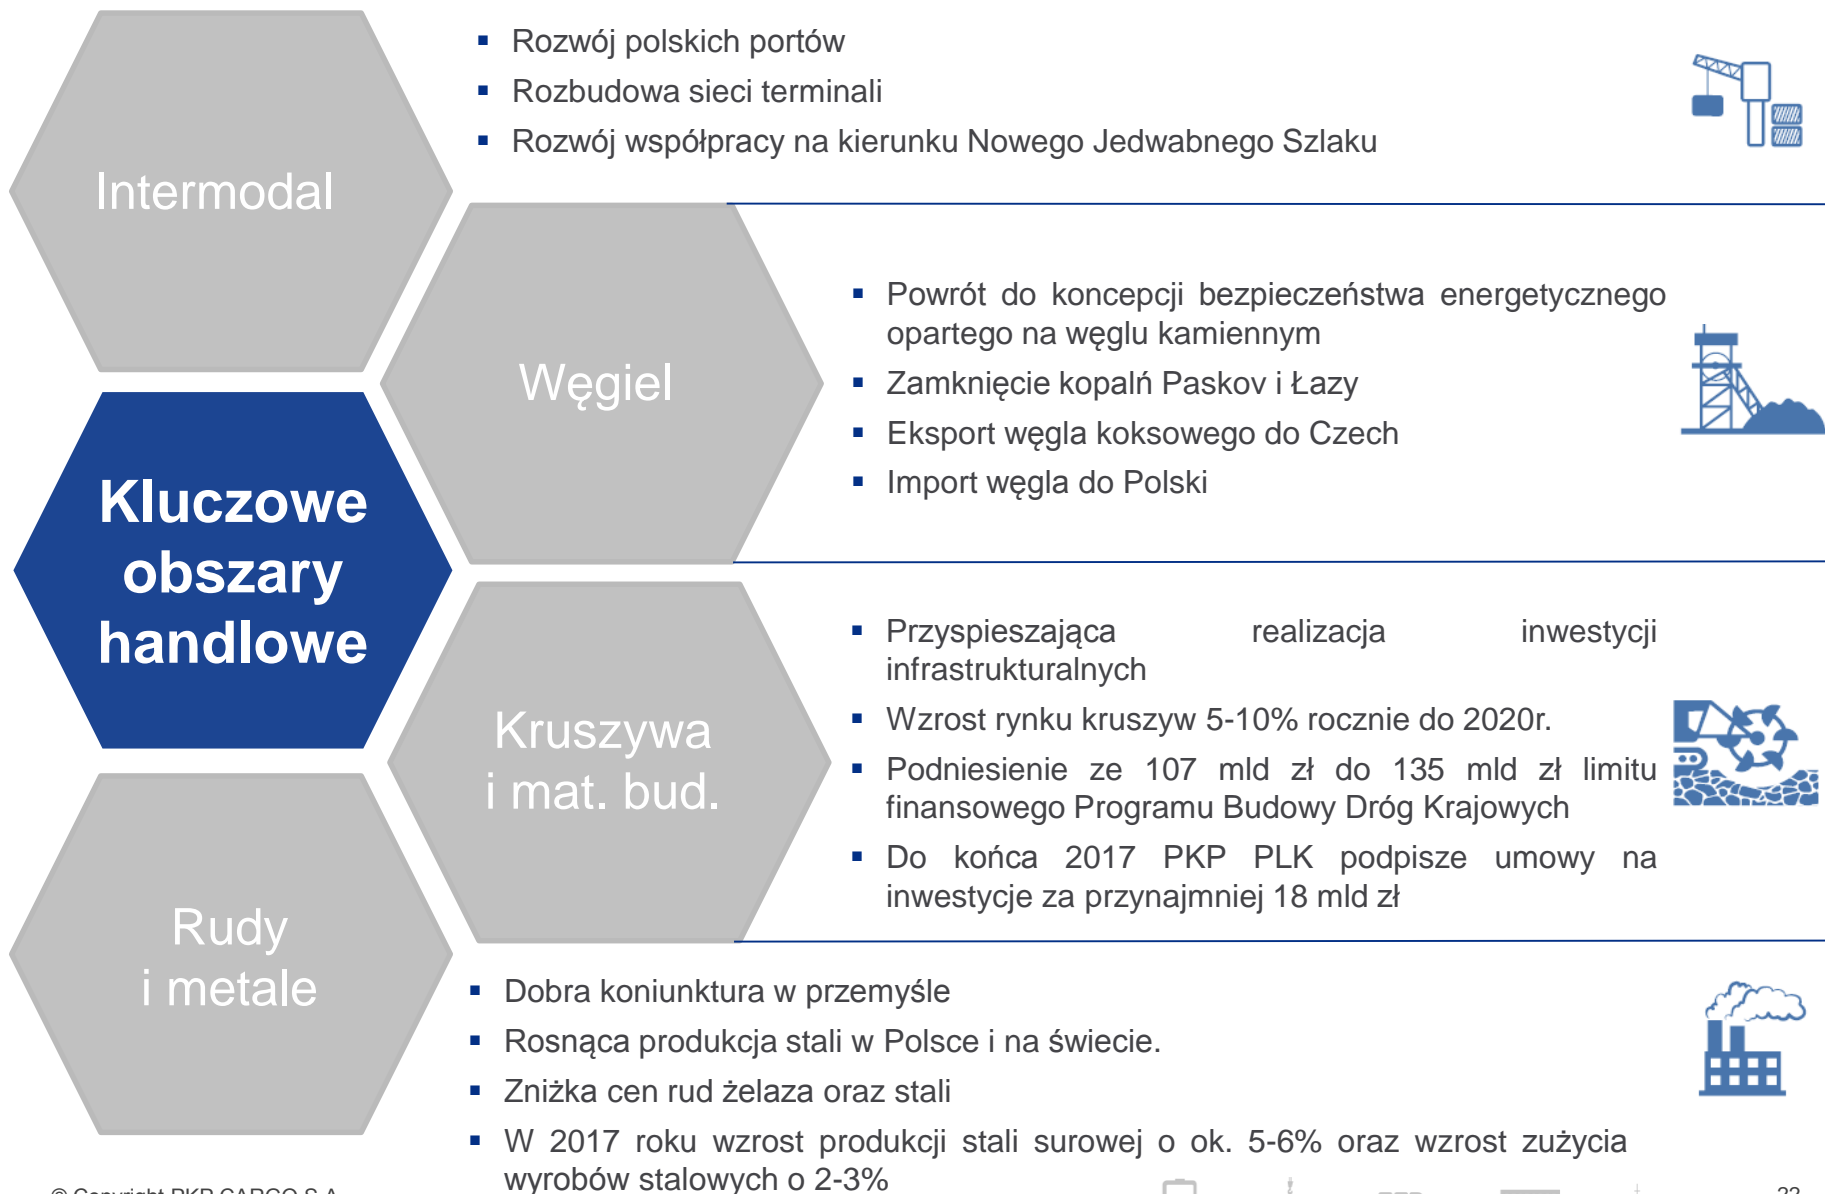 Intermodal
Rozwój polskich portów
Rozbudowa sieci terminali
Rozwój współpracy na kierunku Nowego Jedwabnego Szlaku
Węgiel
Powrót do koncepcji bezpieczeństwa energetycznego
opartego na węglu kamiennym
Zamknięcie kopalń Paskov i Łazy
Eksport węgla koksowego do Czech
Import węgla do Polski
Kluczowe
obszary
handlowe
Kruszywa
i mat. bud.
Przyspieszająca realizacja inwestycji
infrastrukturalnych
Wzrost rynku kruszyw 5-10% rocznie do 2020r.
Podniesienie ze 107 mld zł do 135 mld zł limitu
finansowego Programu Budowy Dróg Krajowych
Do końca 2017 PKP PLK podpisze umowy na
inwestycje za przynajmniej 18 mld zł
Rudy
i metale
Dobra koniunktura w przemyśle
Rosnąca produkcja stali w Polsce i na świecie.
Zniżka cen rud żelaza oraz stali
W 2017 roku wzrost produkcji stali surowej o ok. 5-6% oraz wzrost zużycia
wyrobów stalowych o 2-3%
© Copyright PKP CARGO S.A.